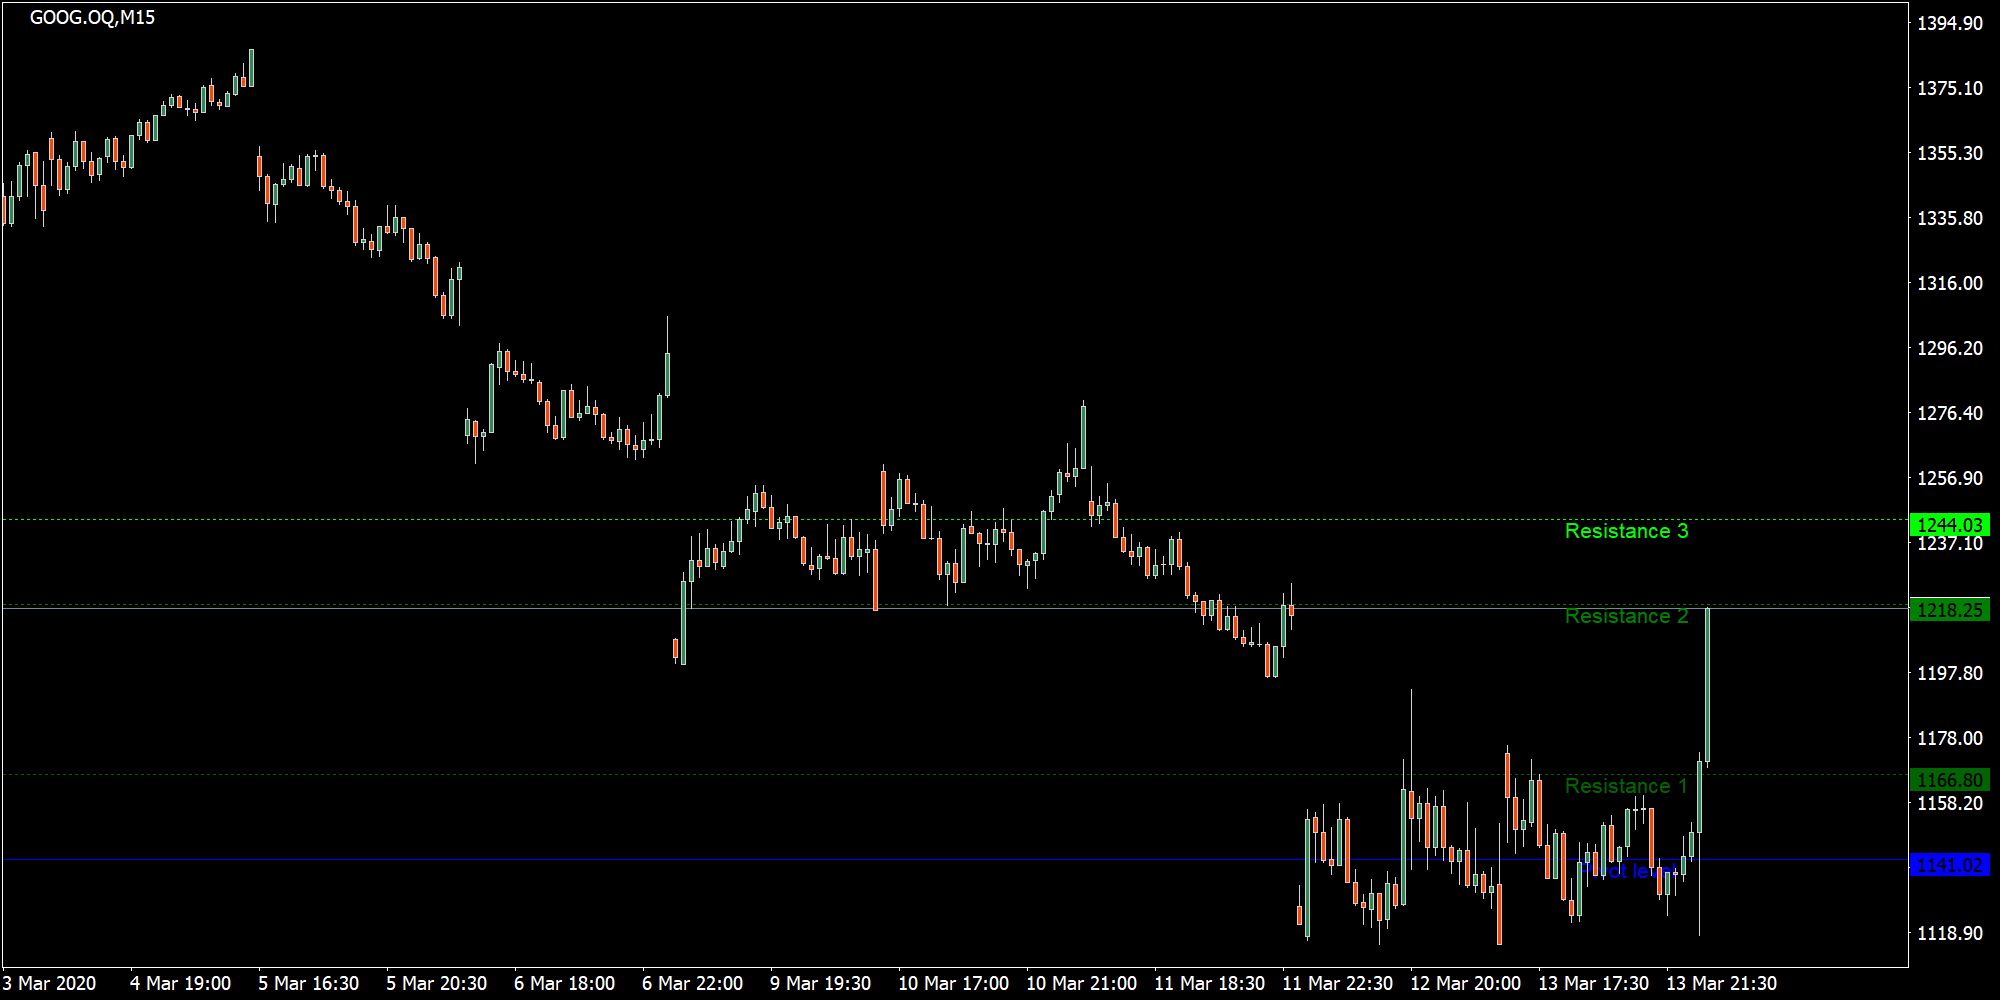 GOOG.OQ,M15
1394.90
1375.10
1355.30
1335.80
1316.00
1296.20
1276.40
1256.90
Resistance 3
1244.03
1237.10
Resistance 2
1218.25
1197.80
1178.00
Resistance 1
1166.80
1158.20
Pivot level
1141.02
1118.90
3 Mar 2020 4 Mar 19:00 5 Mar 16:30 5 Mar 20:30 6 Mar 18:00 6 Mar 22:00 9 Mar 19:30 10 Mar 17:00 10 Mar 21:00 11 Mar 18:30 11 Mar 22:30 12 Mar 20:00 13 Mar 17:30 13 Mar 21:30